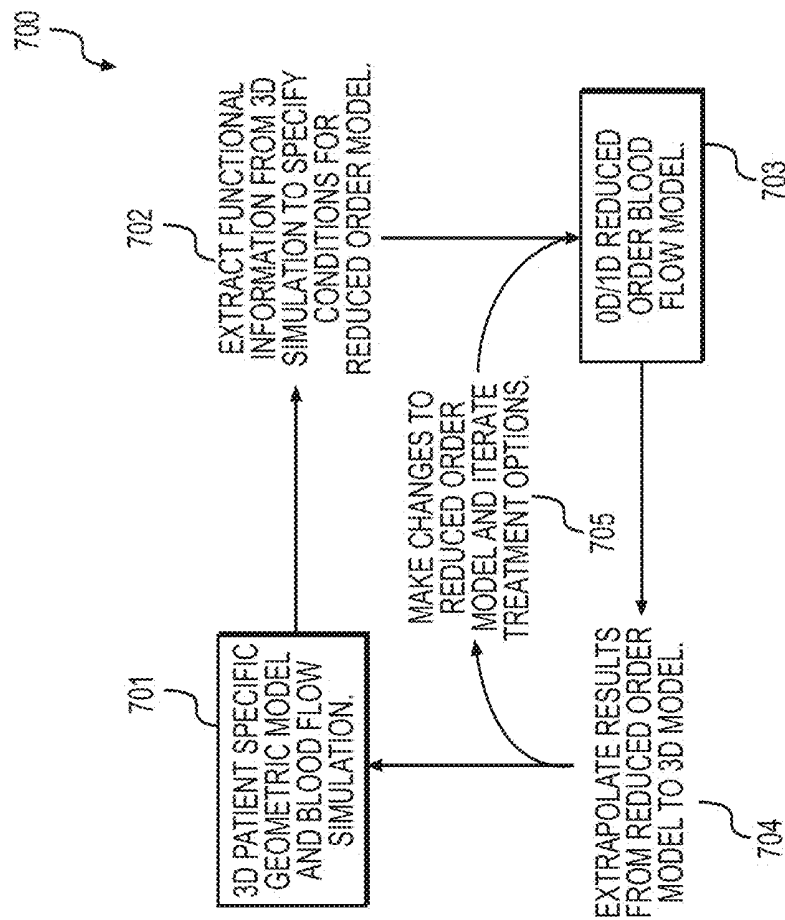 700
701
3D PATIENT SPECIFIC
GEOMETRIC MODEL
AND BLOOD FLOW
SIMULATION.
702
EXTRACT FUNCTIONAL
INFORMATION FROM 3D
SIMULATION TO SPECIFY
CONDITIONS FOR
REDUCED ORDER MODEL.
MAKE CHANGES TO
REDUCED ORDER
MODEL AND ITERATE
TREATMENT OPTIONS.
705
EXTRAPOLATE RESULTS
FROM REDUCED ORDER
MODEL TO 3D MODEL.
704
0D/1D REDUCED
ORDER BLOOD
FLOW MODEL.
703